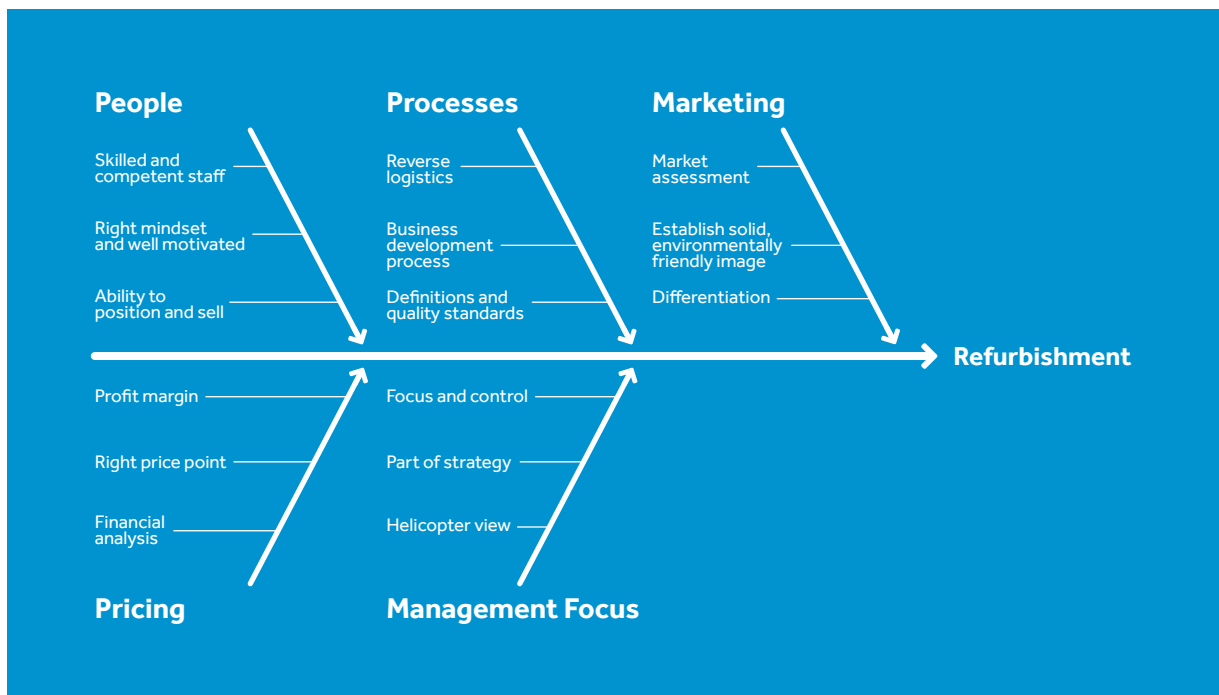 People
Skilled and
competent staff
Right mindset
and well motivated
Ability to
position and sell
Processes
Reverse
logistics
Business
development
process
Definitions and
quality standards
Marketing
Market
assessment
Establish solid,
environmentally
friendly image
Differentiation
Refurbishment
Profit margin
Right price point
Financial
analysis
Pricing
Focus and control
Part of strategy
Helicopter view
Management Focus